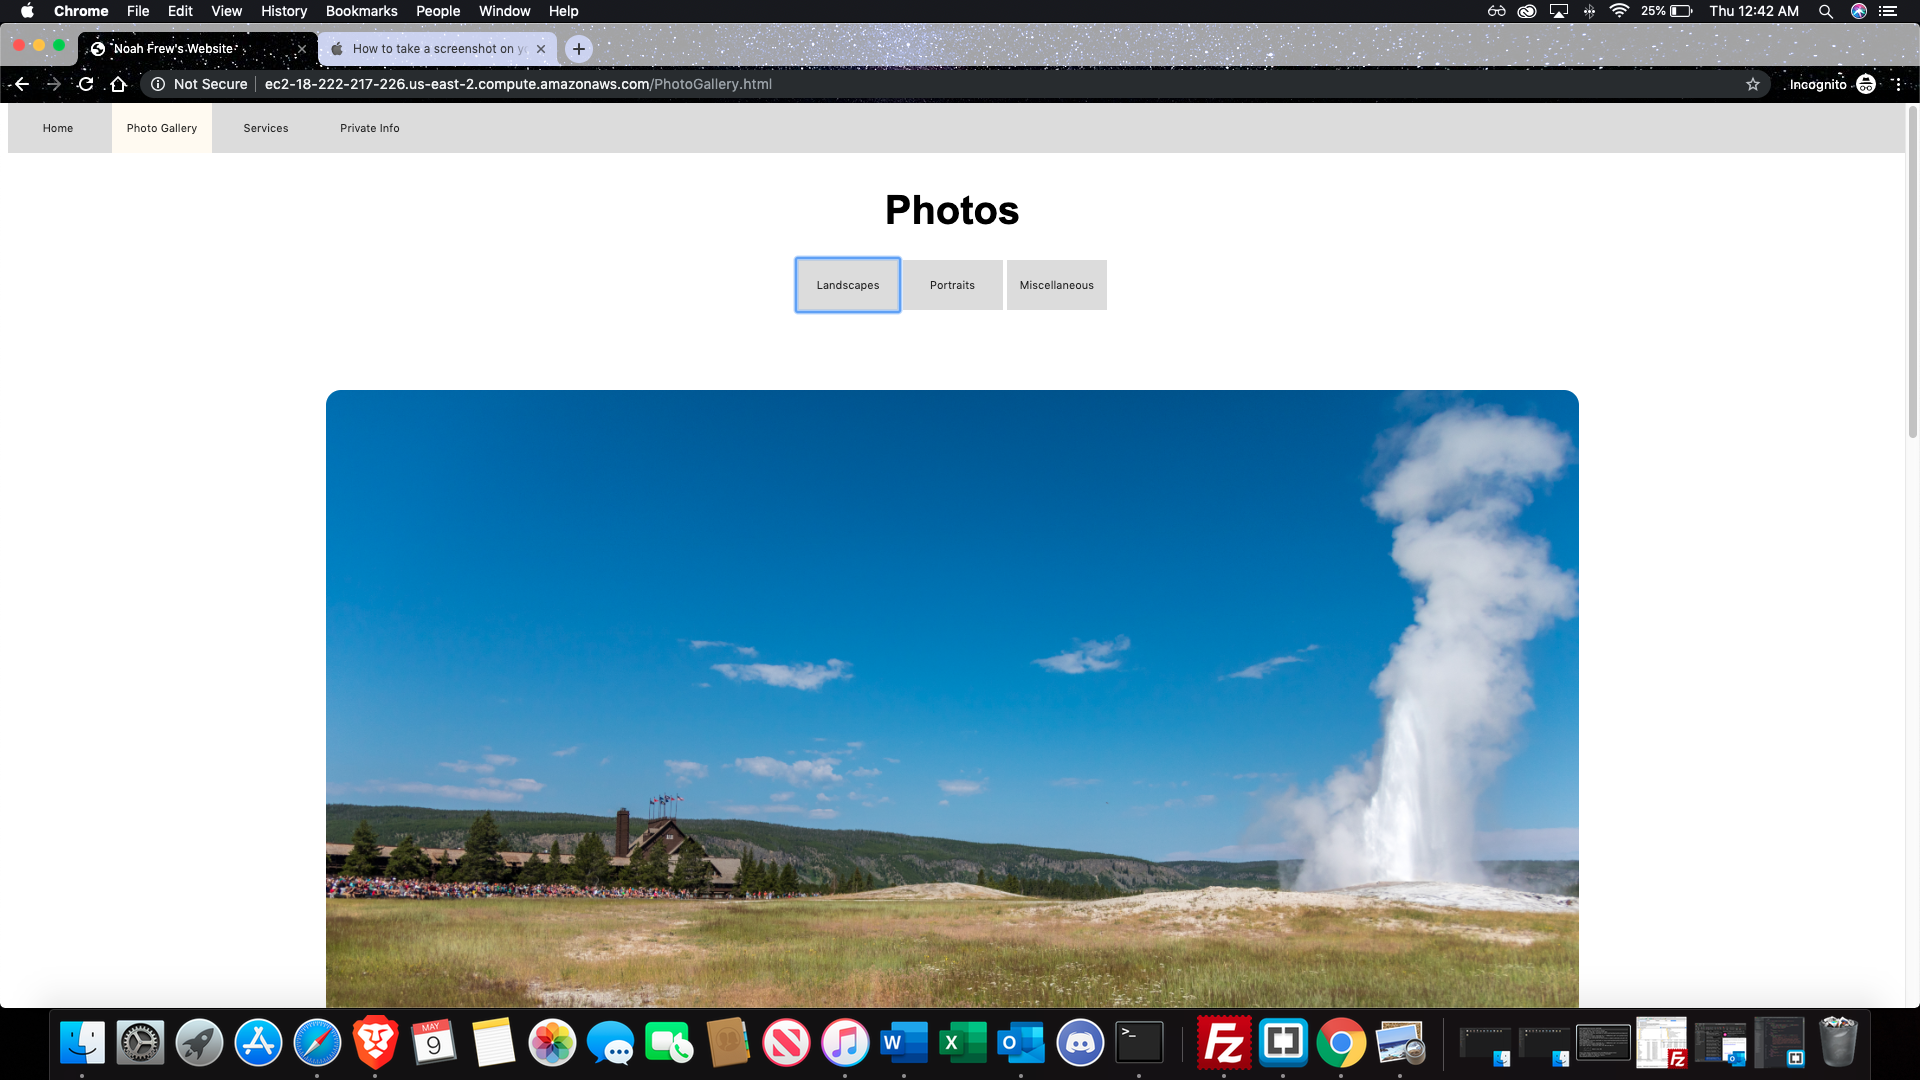 Chrome File Edit View History Bookmarks People Window Help 25% Thu 12:42 AM
Noah Frew's Website
How to take a screenshot on y
Not Secure ec2-18-222-217-226.us-east-2.compute.amazonaws.com/PhotoGallery.html Incognito
Home Photo Gallery Services Private Info
Photos
Landscapes Portraits Miscellaneous
MAY
9
W X O >_ Fz